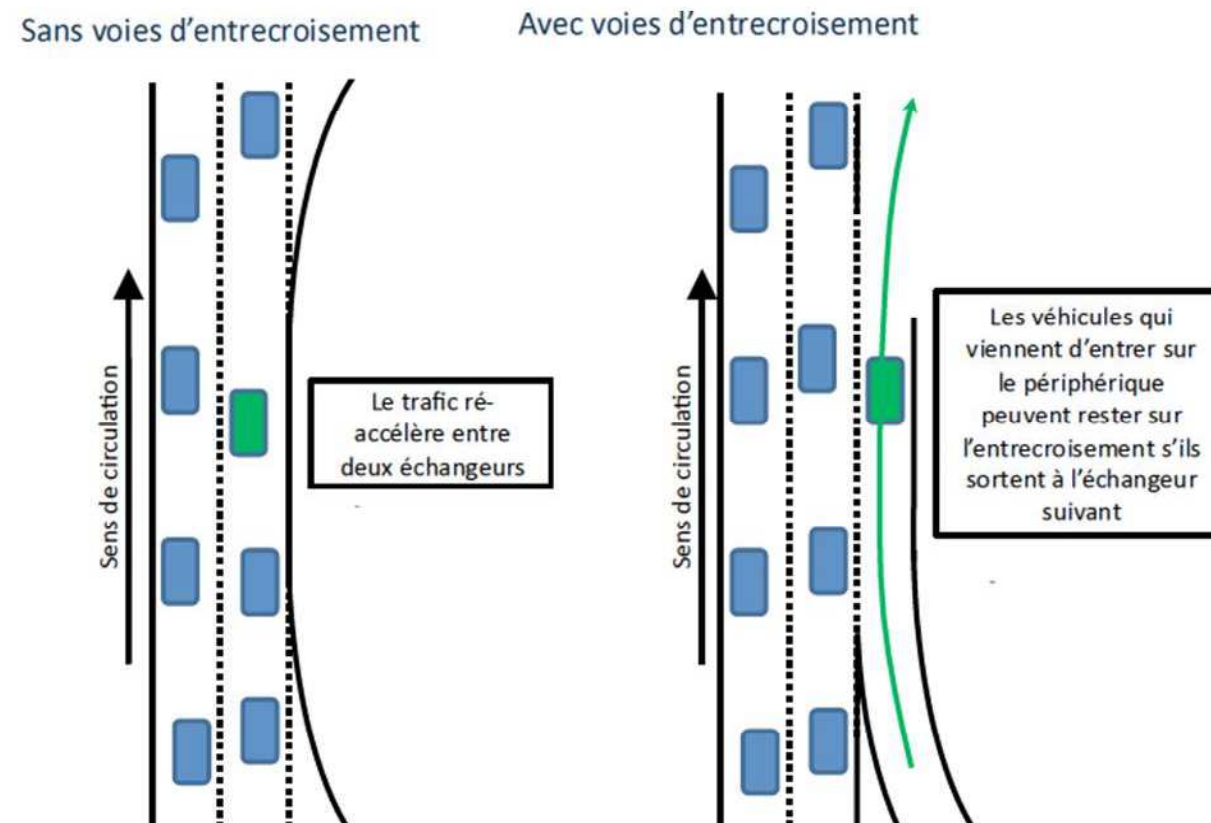 Sans voies d'entrecroisement
Sens de circulation
Le trafic ré-
accélère entre
deux échangeurs
Avec voies d'entrecroisement
Sens de circulation
Les véhicules qui
viennent d'entrer sur
le périphérique
peuvent rester sur
l'entrecroisement s'ils
sortent à l'échangeur
suivant